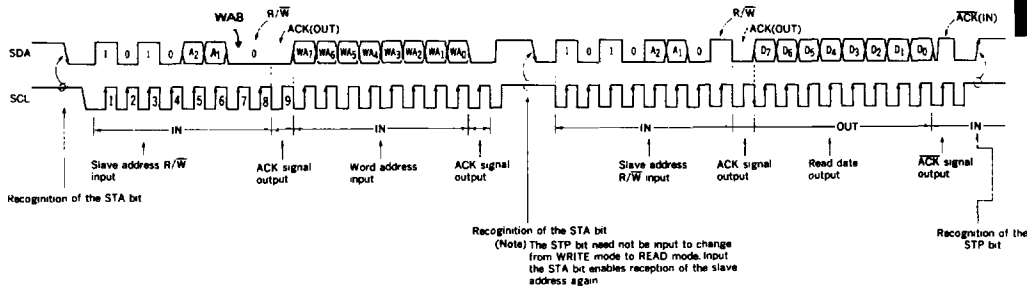 WA8 R/W̅ ACK(OUT) R/W̅ ACK(OUT) A̅C̅K̅(IN)
SDA 1 0 1 0 A2 A1 0 WA7 WA6 WA5 WA4 WA3 WA2 WA1 WA0 1 0 1 0 A2 A1 0 D7 D6 D5 D4 D3 D2 D1 D0
SCL 1 2 3 4 5 6 7 8 9
IN IN IN OUT IN
Slave address R/W̅
input
ACK signal
output
Word address
input
ACK signal
output
Slave address
R/W̅ input
ACK signal
output
Read date
output
A̅C̅K̅ signal
output
Recoginition of the STA bit
Recoginition of the STA bit
(Note) The STP bit need not be input to change
from WRITE mode to READ mode. Input
the STA bit enables reception of the slave
address again
Recognition of
the STP bit